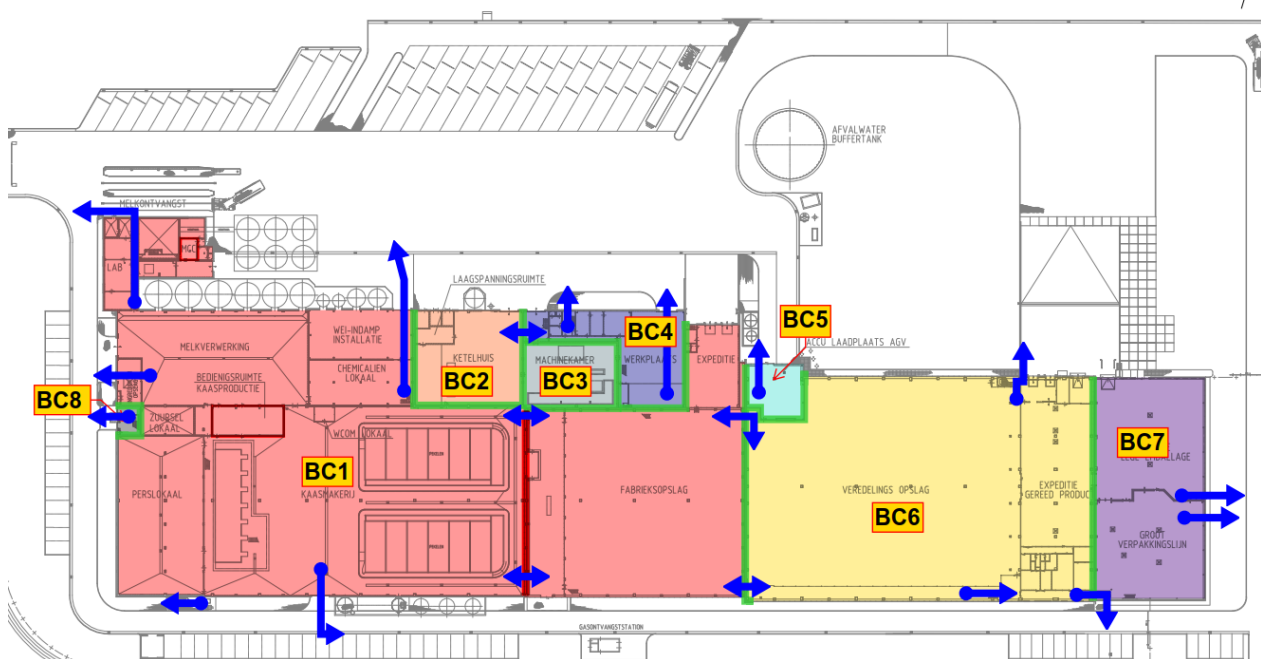 AFVALWATER
BUFFERTANK
MELKONTVANGST
MCC
LAB
LAAGSPANNINGSRUIMTE
WEI-INDAMP
INSTALLATIE
MELKVERWERKING
KETELHUIS
BC2
MACHINEKAMER
BC3
BC4
WERKPLAATS
EXPEDITIE
BC5
ACCU LAADPLAATS AGV
CHEMICALIEN
LOKAAL
BEDIENINGSRUIMTE
KAASPRODUCTIE
BC8
ZUURSEL
LOKAAL
WCOM LOKAAL
BC1
KAASMAKERIJ
PERSLOKAAL
FABRIEKSOPSLAG
VEREDELINGS OPSLAG
BC6
EXPEDITIE
GEREED PRODUC
BC7
GROOT
VERPAKKINGSLIJN
GASONTVANGSTSTATION